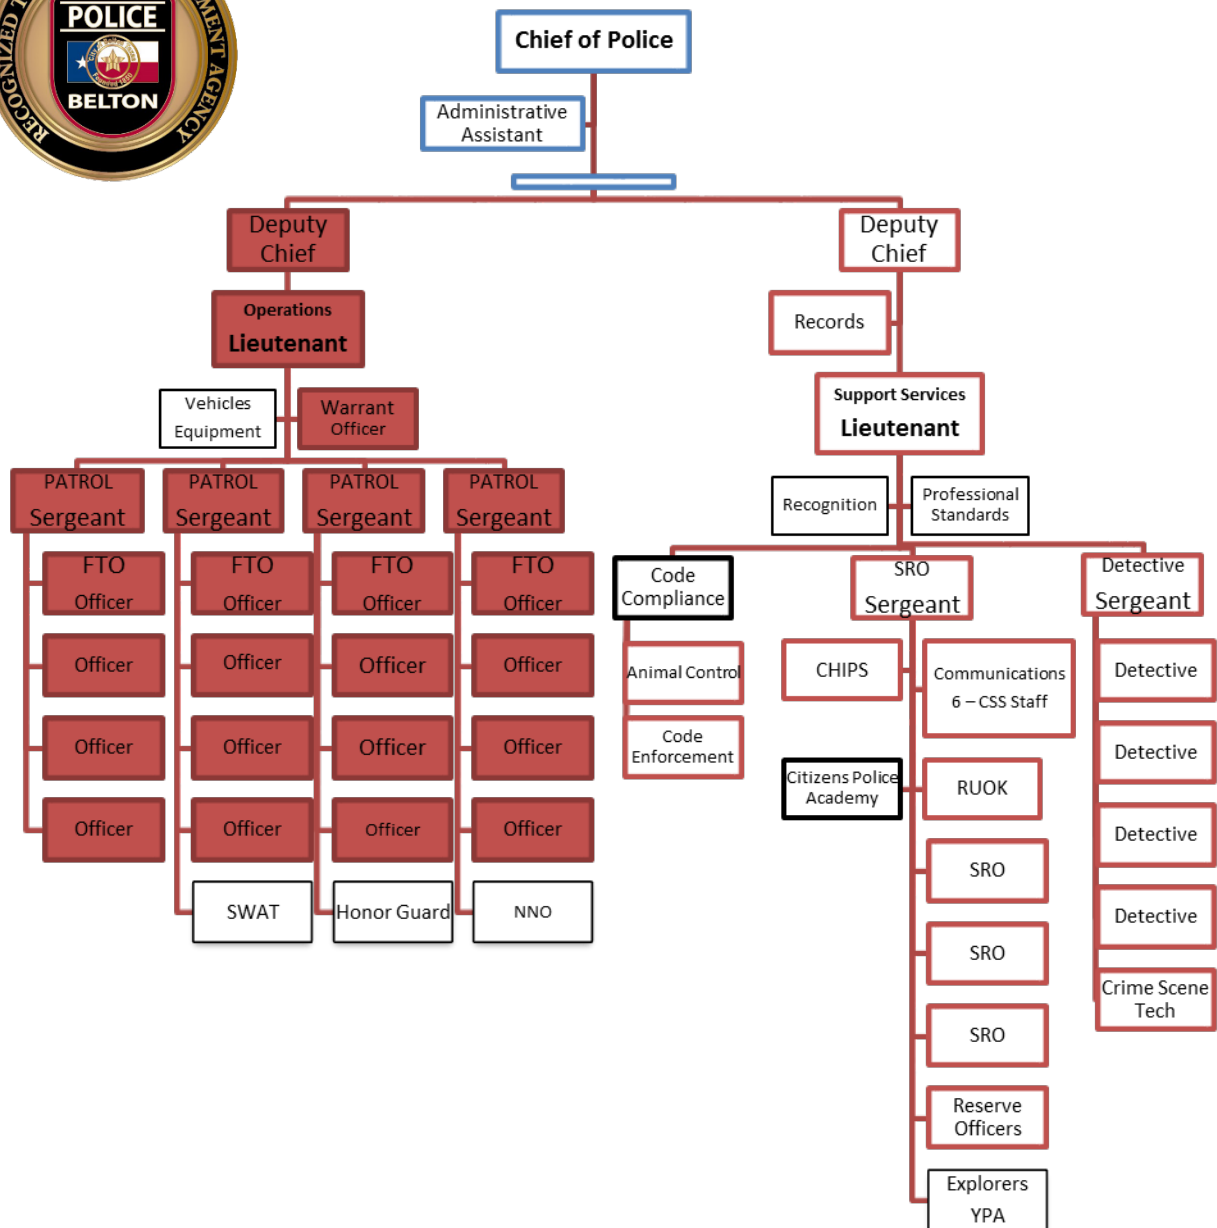 RECOGNIZED T
MENT AGENCY
POLICE
BELTON
Chief of Police
Administrative
Assistant
Deputy
Chief
Operations
Lieutenant
Vehicles
Equipment
Warrant
Officer
PATROL
Sergeant
FTO
Officer
Officer
Officer
Officer
PATROL
Sergeant
FTO
Officer
Officer
Officer
Officer
SWAT
PATROL
Sergeant
FTO
Officer
Officer
Officer
Officer
Honor Guard
PATROL
Sergeant
FTO
Officer
Officer
Officer
Officer
NNO
Deputy
Chief
Records
Support Services
Lieutenant
Recognition
Professional
Standards
Code
Compliance
Animal Control
Code
Enforcement
SRO
Sergeant
CHIPS
Communications
6 – CSS Staff
Citizens Police
Academy
RUOK
SRO
SRO
SRO
Reserve
Officers
Explorers
YPA
Detective
Sergeant
Detective
Detective
Detective
Detective
Crime Scene
Tech